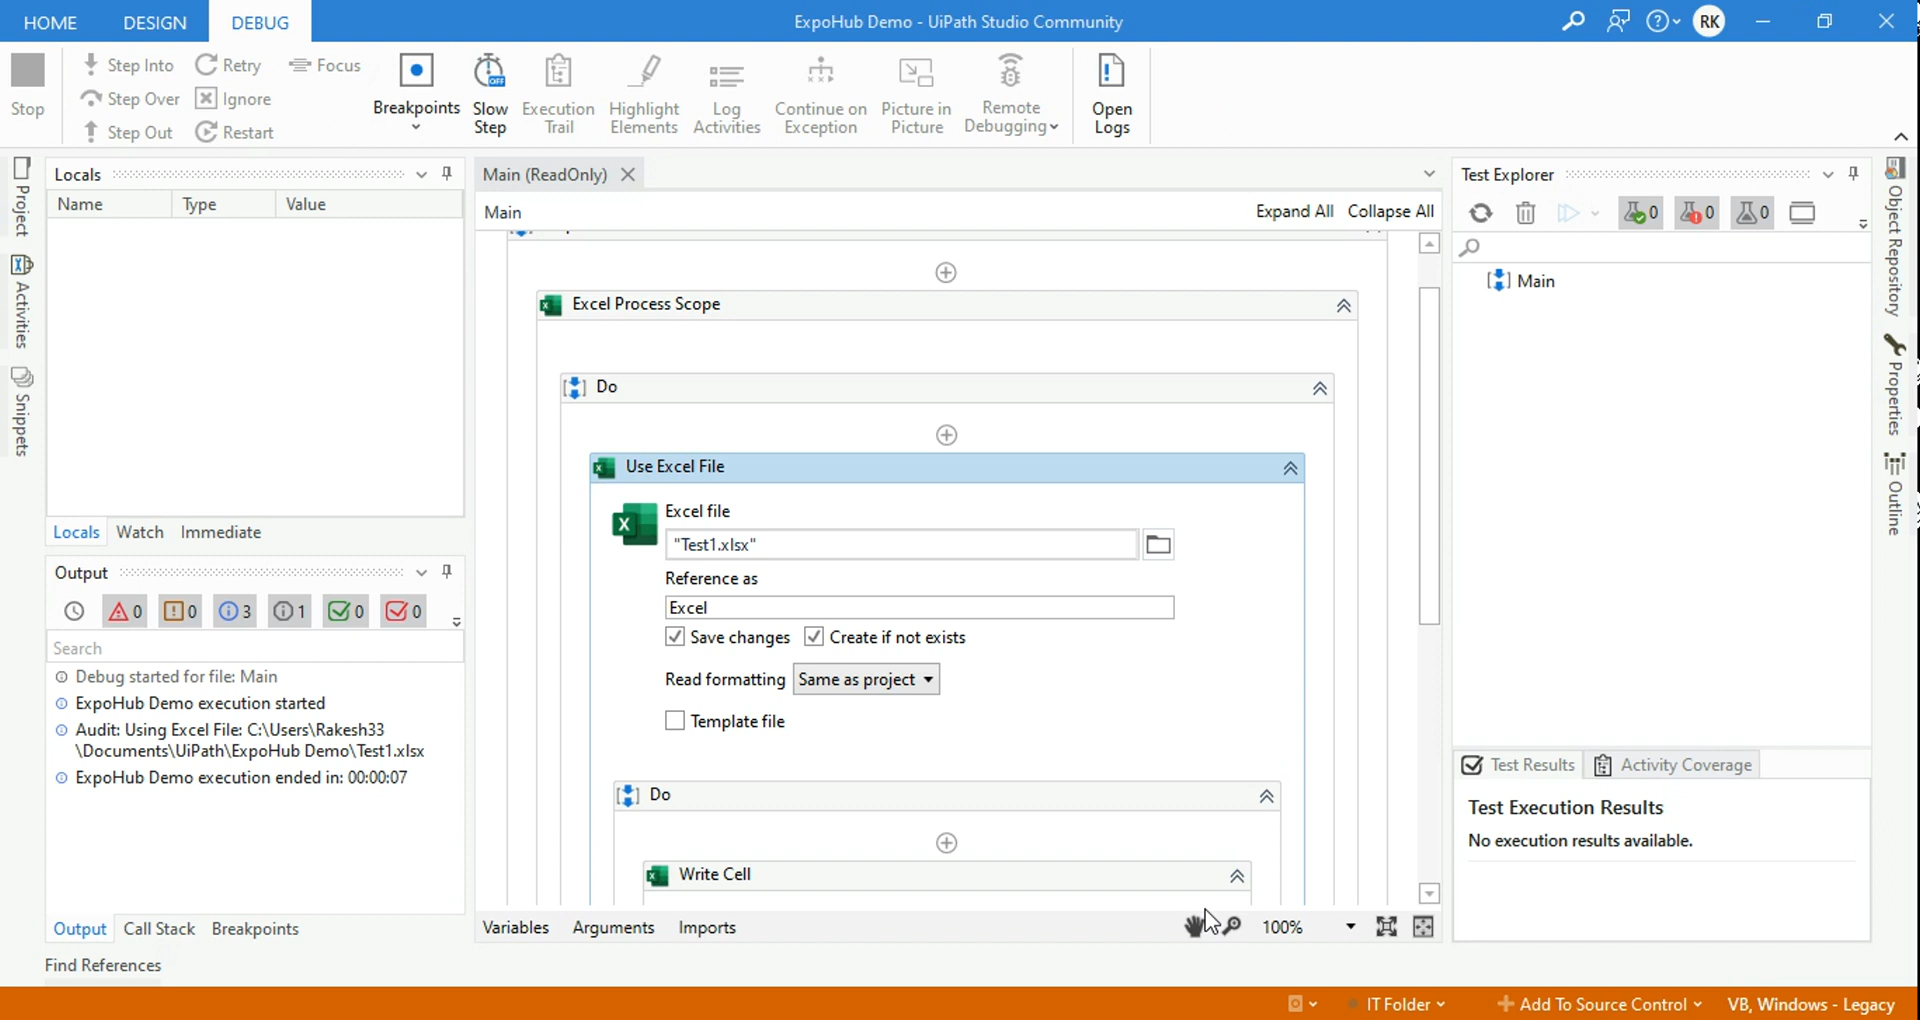 HOME DESIGN DEBUG ExpoHub Demo - UiPath Studio Community RK
Stop
Step Into Retry Focus
Step Over Ignore
Step Out Restart
Breakpoints
Slow
Step
Execution
Trail
Highlight
Elements
Log
Activities
Continue on
Exception
Picture in
Picture
Remote
Debugging
Open
Logs
Project
Activities
Snippets
Locals
Name Type Value
Locals Watch Immediate
Output
0 0 3 1 0 0
Search
Debug started for file: Main
ExpoHub Demo execution started
Audit: Using Excel File: C:\Users\Rakesh33
\Documents\UiPath\ExpoHub Demo\Test1.xlsx
ExpoHub Demo execution ended in: 00:00:07
Output Call Stack Breakpoints
Find References
Main (ReadOnly)
Main Expand All Collapse All
Excel Process Scope
Do
Use Excel File
Excel file
"Test1.xlsx"
Reference as
Excel
Save changes Create if not exists
Read formatting Same as project
Template file
Do
Write Cell
Variables Arguments Imports 100%
Test Explorer
0 0 0
Main
Test Results Activity Coverage
Test Execution Results
No execution results available.
Object Repository
Properties
Outline
IT Folder Add To Source Control VB, Windows - Legacy